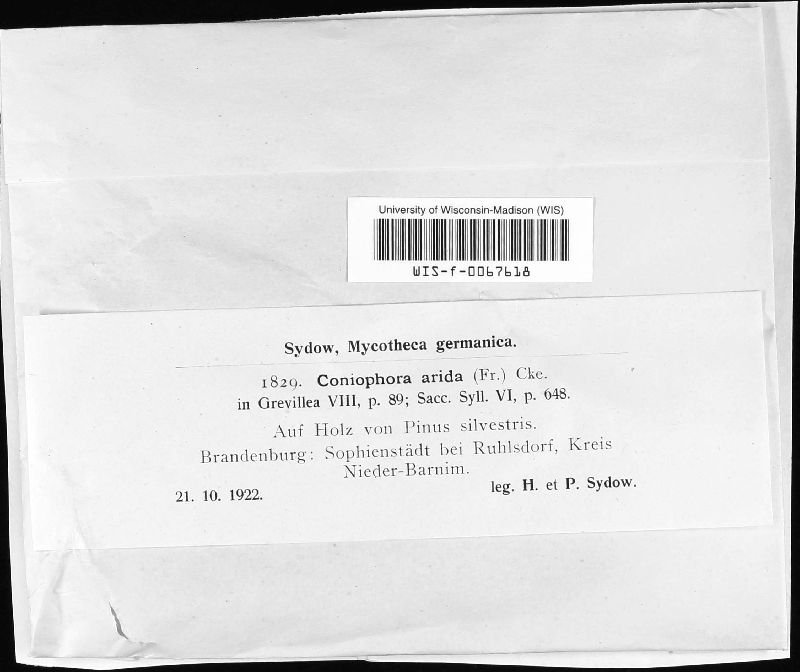 University of Wisconsin-Madison (WIS)
WIS-f-0067618
Sydow, Mycotheca germanica.
1829. Coniophora arida (Fr.) Cke.
in Grevillea VIII, p. 89; Sacc. Syll. VI, p. 648.
Auf Holz von Pinus silvestris.
Brandenburg: Sophienstädt bei Ruhlsdorf, Kreis
Nieder-Barnim.
21. 10. 1922.
leg. H. et P. Sydow.